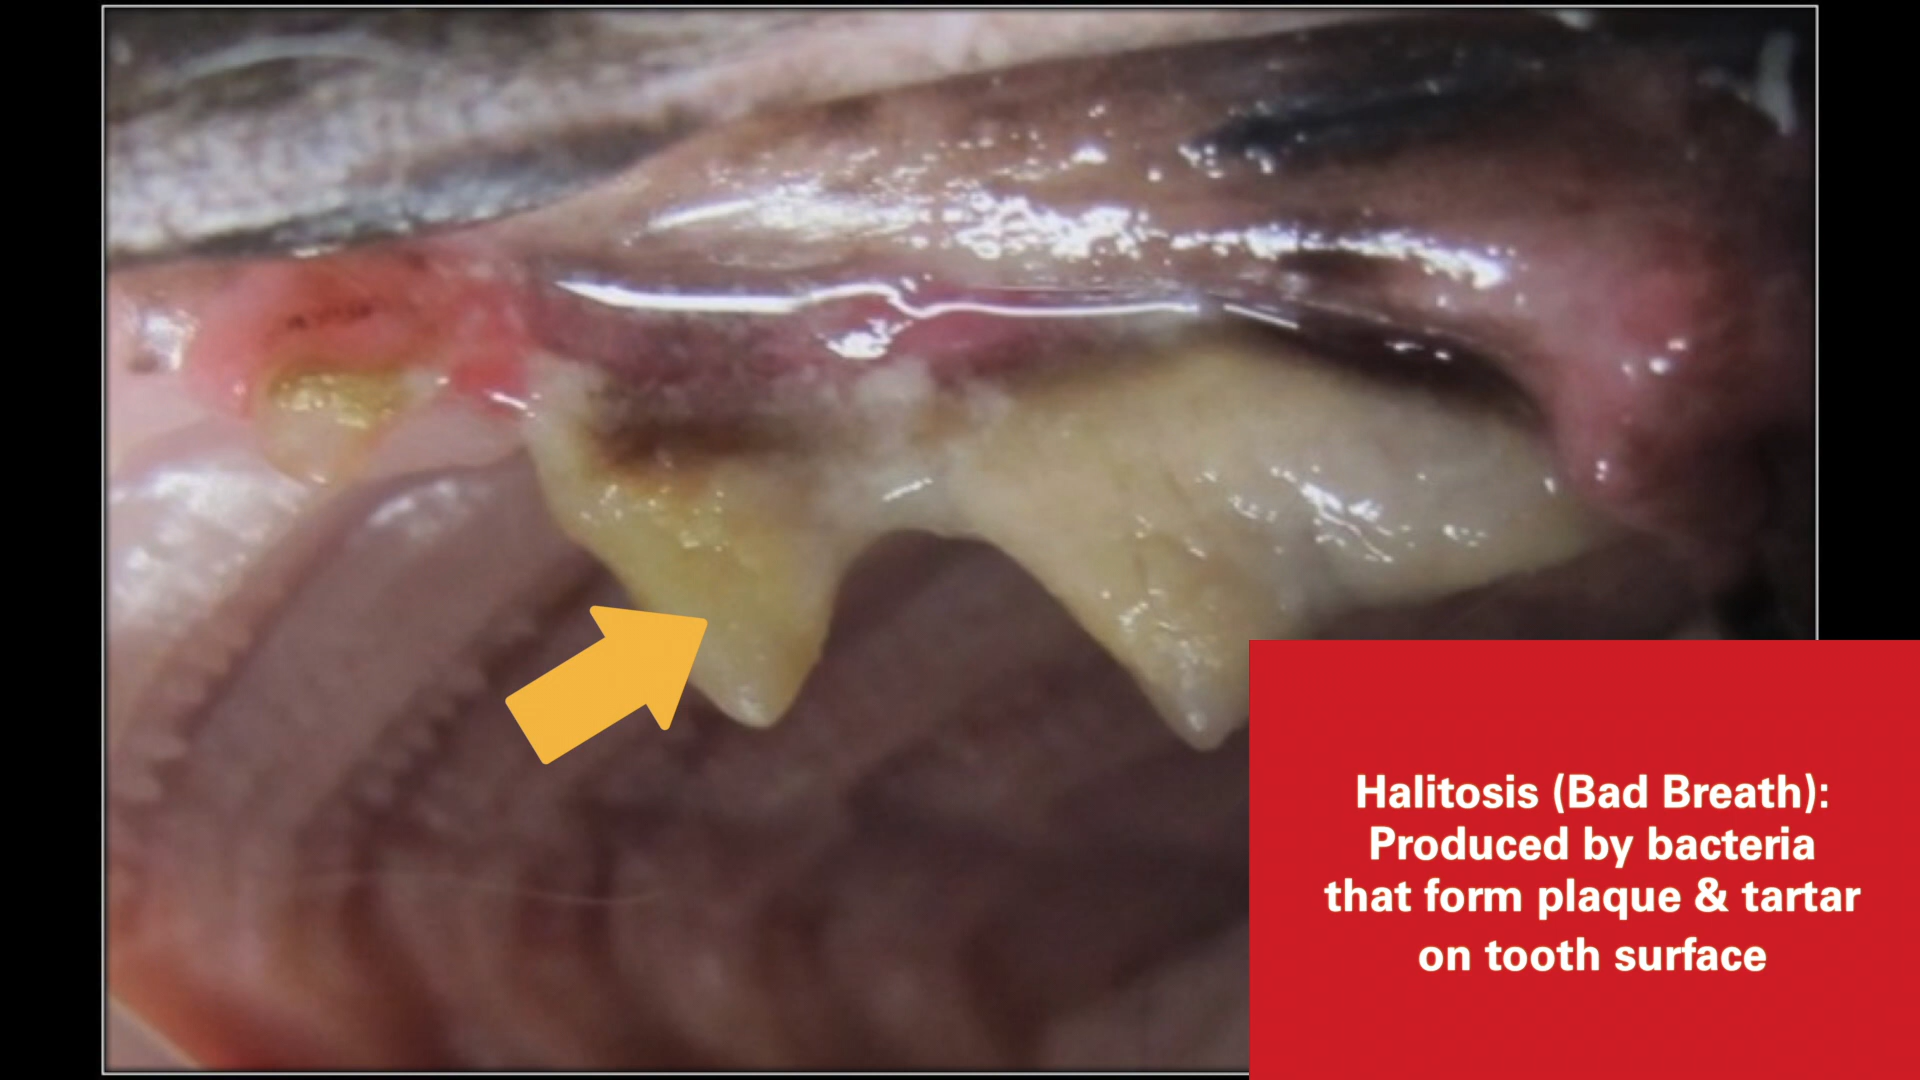 Halitosis (Bad Breath):
Produced by bacteria
that form plaque & tartar
on tooth surface